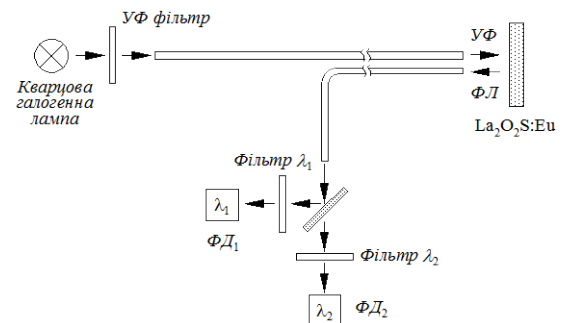 УФ фільтр
УФ
Кварцова
галогенна
лампа
ФЛ
La₂O₂S:Eu
Фільтр λ₁
λ₁
ФД₁
Фільтр λ₂
λ₂
ФД₂